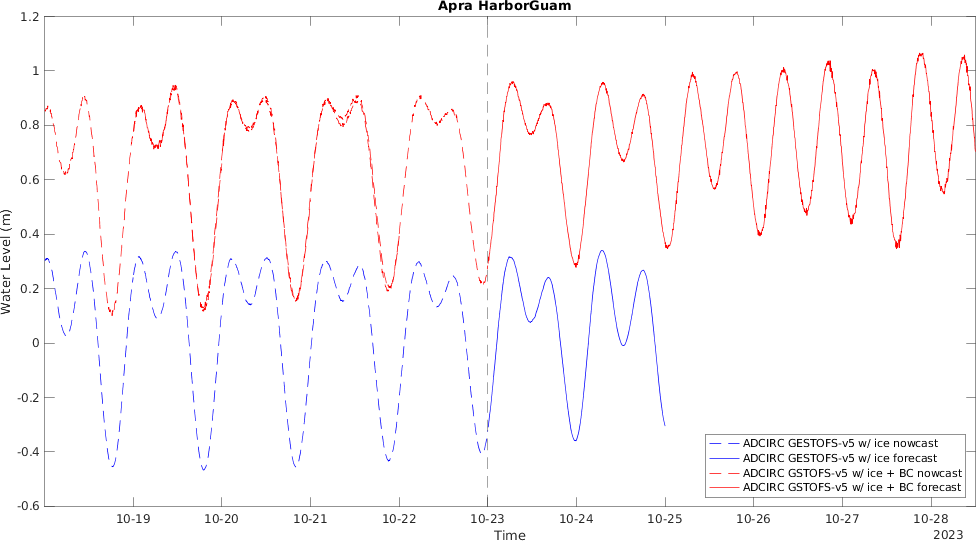 Apra HarborGuam
1.2
1
0.8
0.6
0.4
0.2
0
-0.2
-0.4
-0.6
Water Level (m)
10-19 10-20 10-21 10-22 10-23 10-24 10-25 10-26 10-27 10-28
Time
2023
ADCIRC GESTOFS-v5 w/ ice nowcast
ADCIRC GESTOFS-v5 w/ ice forecast
ADCIRC GSTOFS-v5 w/ ice + BC nowcast
ADCIRC GSTOFS-v5 w/ ice + BC forecast